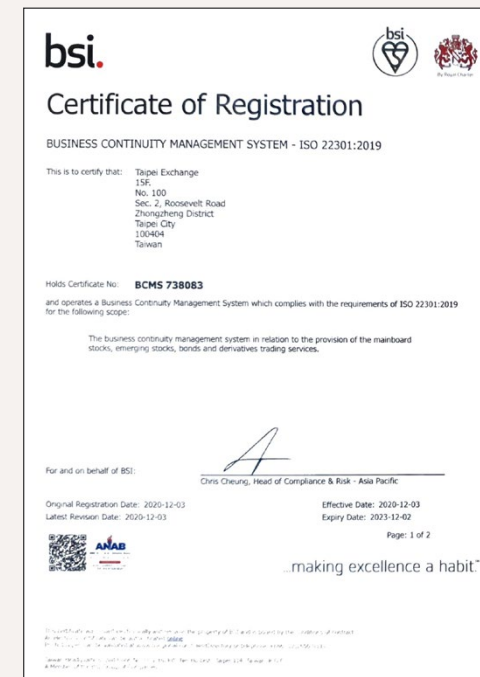 bsi.
bsi
By Royal Charter
Certificate of Registration
BUSINESS CONTINUITY MANAGEMENT SYSTEM - ISO 22301:2019
This is to certify that:
Taipei Exchange
15F.
No. 100
Sec. 2, Roosevelt Road
Zhongzheng District
Taipei City
100404
Taiwan
Holds Certificate No: BCMS 738083
and operates a Business Continuity Management System which complies with the requirements of ISO 22301:2019
for the following scope:
The business continuity management system in relation to the provision of the mainboard
stocks, emerging stocks, bonds and derivatives trading services.
For and on behalf of BSI:
Chris Cheung, Head of Compliance & Risk - Asia Pacific
Original Registration Date: 2020-12-03
Effective Date: 2020-12-03
Latest Revision Date: 2020-12-03
Expiry Date: 2023-12-02
Page: 1 of 2
ANAB
...making excellence a habit.™